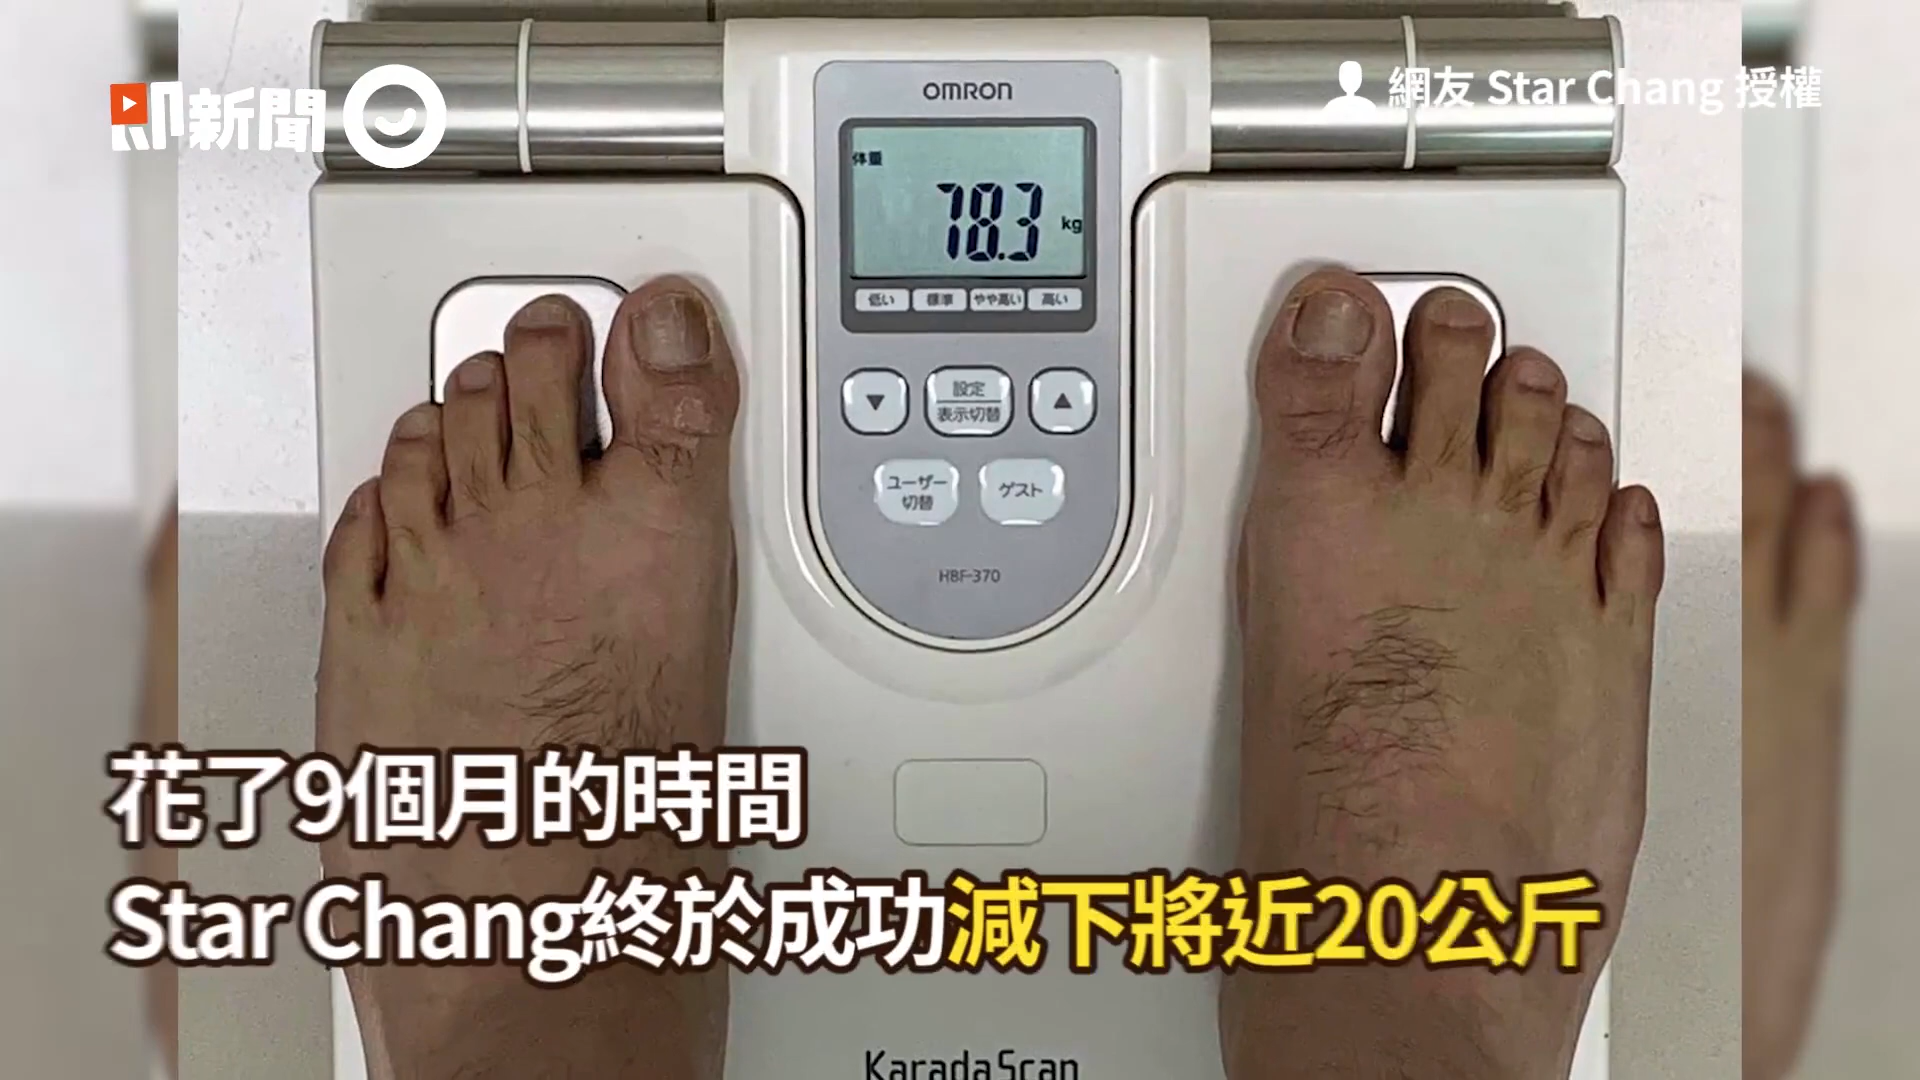 即新聞
網友 Star Chang 授權
OMRON
体重
78.3
kg
低い 標準 やや高い 高い
▼ 設定 ▲
表示切替
ユーザー
切替
ゲスト
HBF-370
花了9個月的時間
Star Chang終於成功減下將近20公斤
KaradaScan